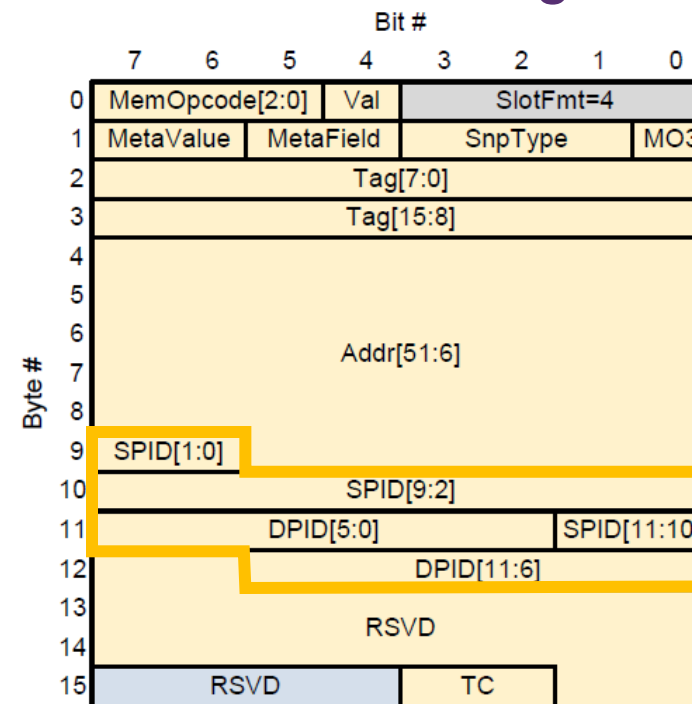 Bit #
7 6 5 4 3 2 1 0
0 MemOpcode[2:0] Val SlotFmt=4
1 MetaValue MetaField SnpType MO3
2 Tag[7:0]
3 Tag[15:8]
4
5
6
Addr[51:6]
7
Byte #
8
9 SPID[1:0]
10 SPID[9:2]
11 DPID[5:0] SPID[11:10
12 DPID[11:6]
13
RSVD
14
15 RSVD TC